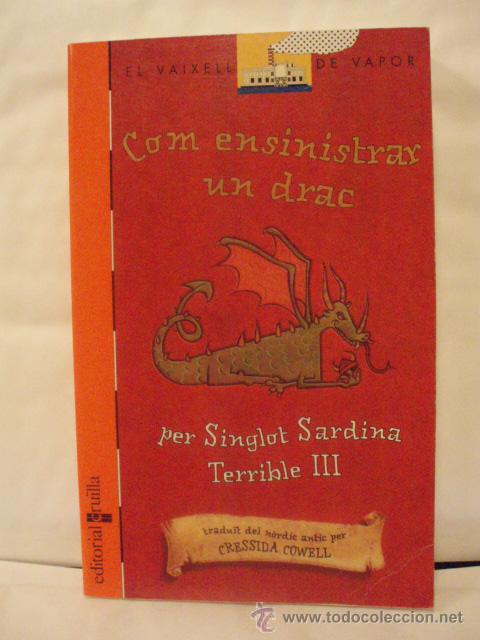 EL VAIXELL DE VAPOR
Com ensinistrar
un drac
per Singlot Sardina
Terrible III
traduït del nòrdic antic per
CRESSIDA COWELL
editorial cruïlla
www.todocoleccion.net